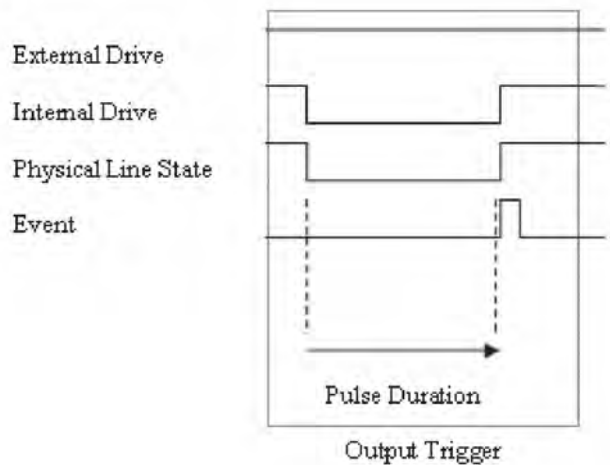 External Drive
Internal Drive
Physical Line State
Event
Pulse Duration
Output Trigger